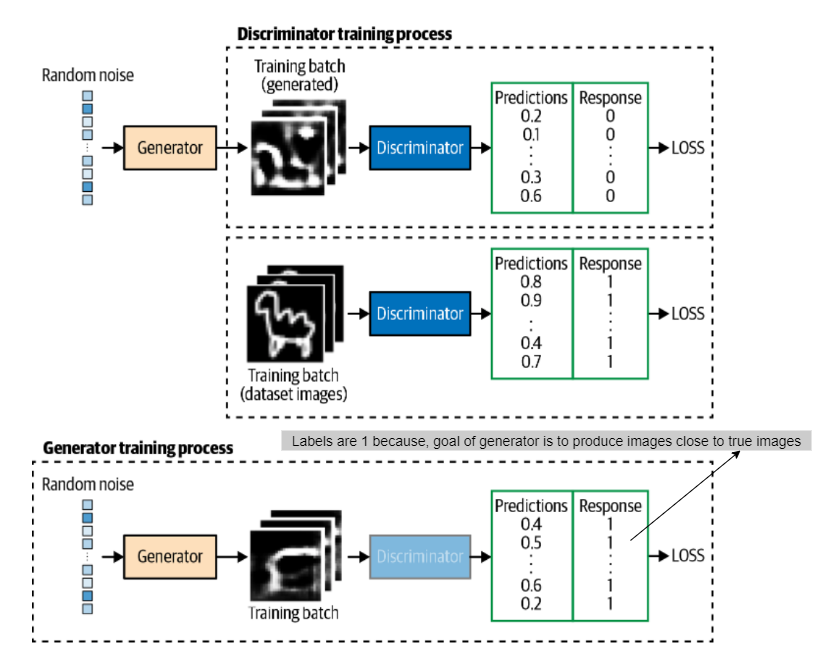 Discriminator training process
Random noise
Training batch
(generated)
Generator
Discriminator
Predictions Response
0.2 0
0.1 0
0.3 0
0.6 0
LOSS
Predictions Response
0.8 1
0.9 1
0.4 1
0.7 1
Discriminator
LOSS
Training batch
(dataset images)
Labels are 1 because, goal of generator is to produce images close to true images
Generator training process
Random noise
Generator
Training batch
Discriminator
Predictions Response
0.4 1
0.5 1
0.6 1
0.2 1
LOSS